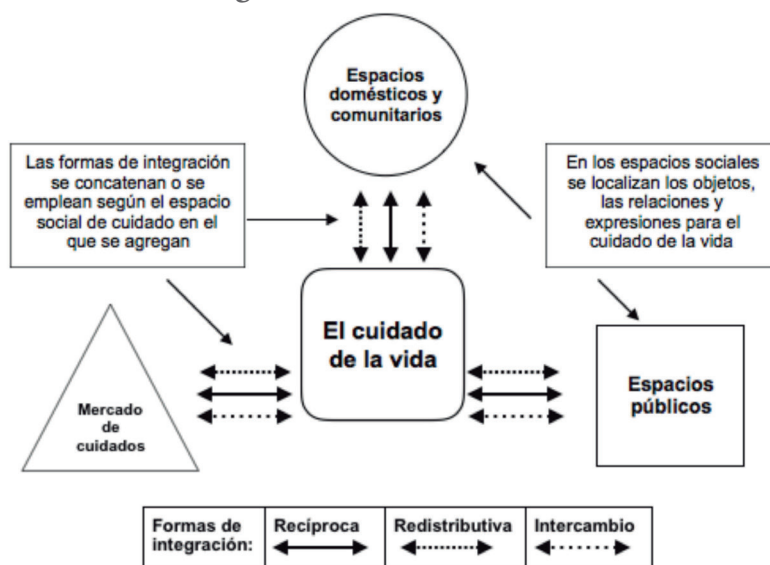 Espacios
domésticos y
comunitarios
Las formas de integración
se concatenan o se
emplean según el espacio
social de cuidado en el
que se agregan
En los espacios sociales
se localizan los objetos,
las relaciones y
expresiones para el
cuidado de la vida
El cuidado
de la vida
Mercado
de
cuidados
Espacios
públicos
Formas de
integración:
Recíproca
Redistributiva
Intercambio